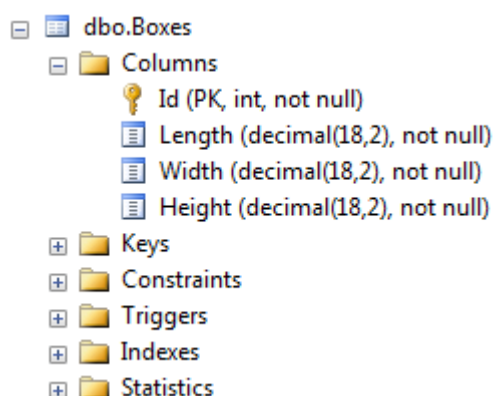 dbo.Boxes
Columns
Id (PK, int, not null)
Length (decimal(18,2), not null)
Width (decimal(18,2), not null)
Height (decimal(18,2), not null)
Keys
Constraints
Triggers
Indexes
Statistics